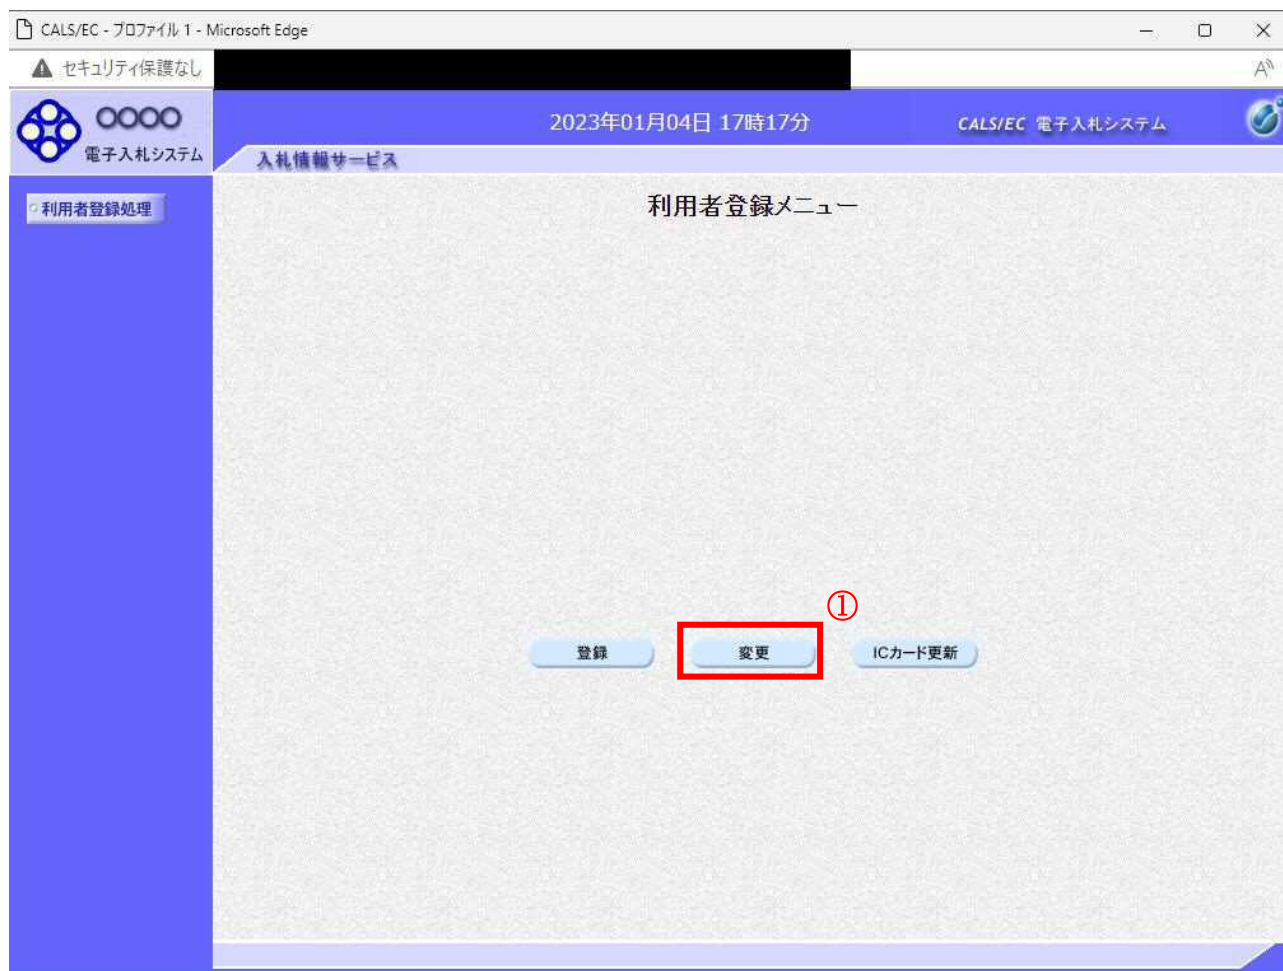 CALS/EC - プロファイル 1 - Microsoft Edge
セキュリティ保護なし
A
〇〇〇〇
電子入札システム
2023年01月04日 17時17分
CALS/EC 電子入札システム
入札情報サービス
利用者登録処理
利用者登録メニュー
①
登録
変更
ICカード更新